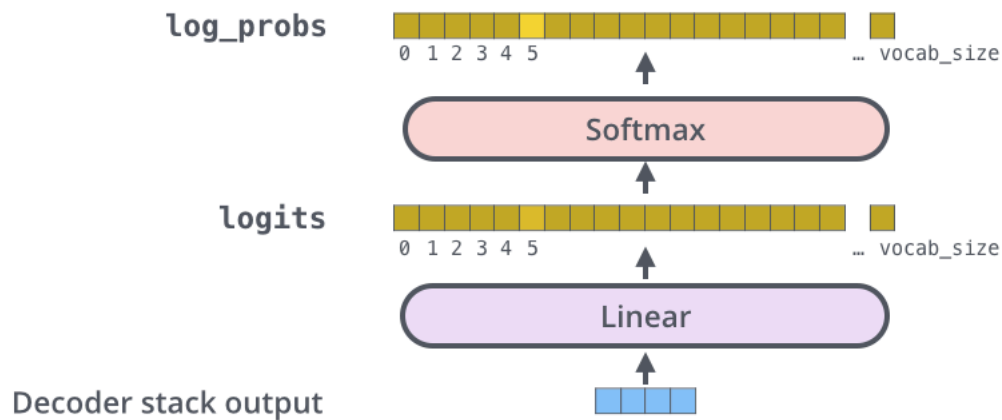 log_probs
0 1 2 3 4 5 … vocab_size
Softmax
logits
0 1 2 3 4 5 … vocab_size
Linear
Decoder stack output